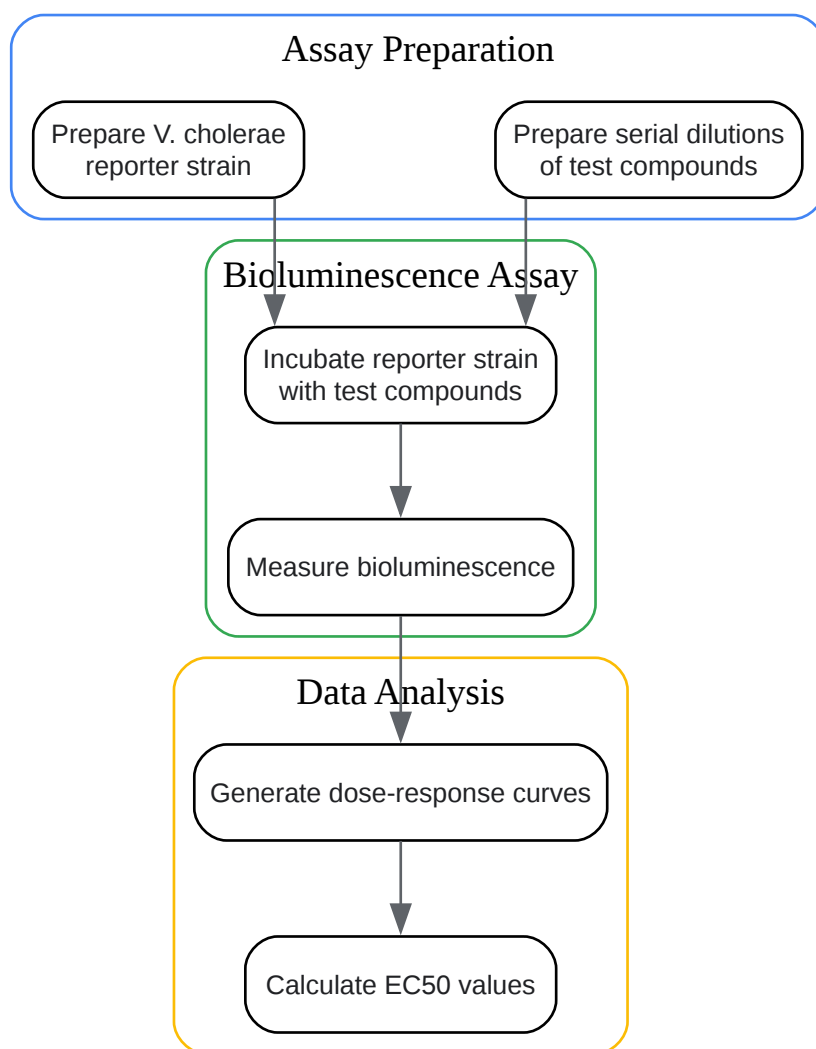 Assay Preparation
Prepare V. cholerae
reporter strain
Prepare serial dilutions
of test compounds
Bioluminescence Assay
Incubate reporter strain
with test compounds
Measure bioluminescence
Data Analysis
Generate dose-response curves
Calculate EC50 values